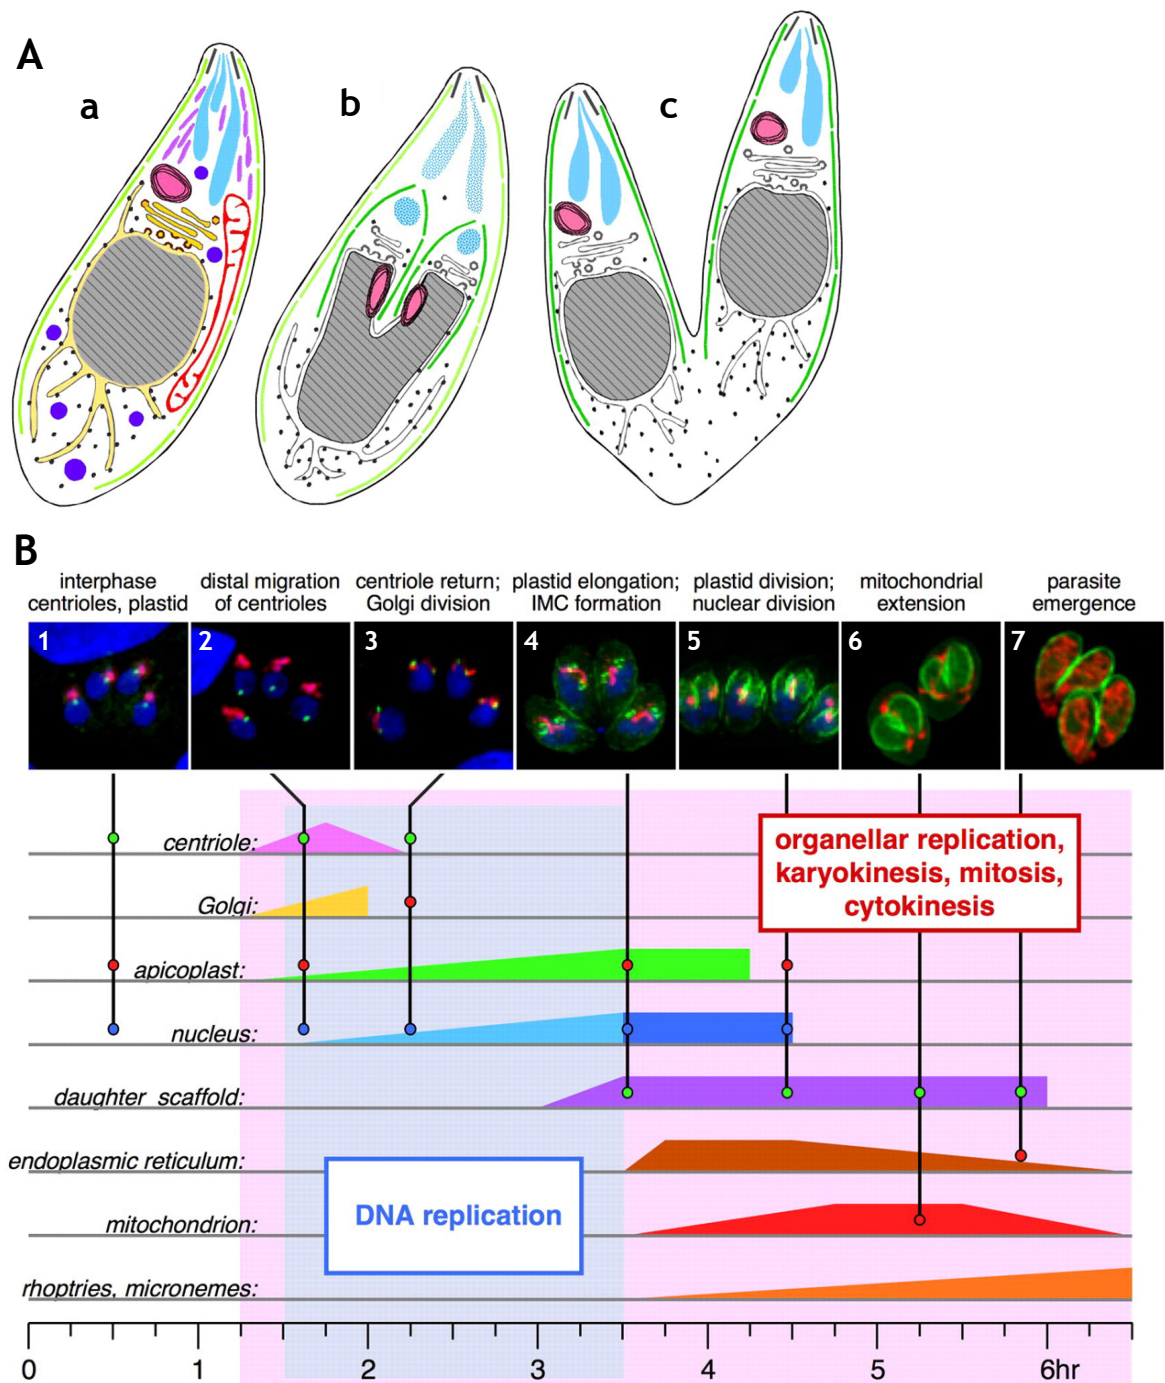 A
a
b
c
B
interphase
centrioles, plastid
distal migration
of centrioles
centriole return;
Golgi division
plastid elongation;
IMC formation
plastid division;
nuclear division
mitochondrial
extension
parasite
emergence
1
2
3
4
5
6
7
centriole:
Golgi:
apicoplast:
nucleus:
daughter scaffold:
endoplasmic reticulum:
mitochondrion:
rhoptries, micronemes:
organellar replication,
karyokinesis, mitosis,
cytokinesis
DNA replication
0 1 2 3 4 5 6hr